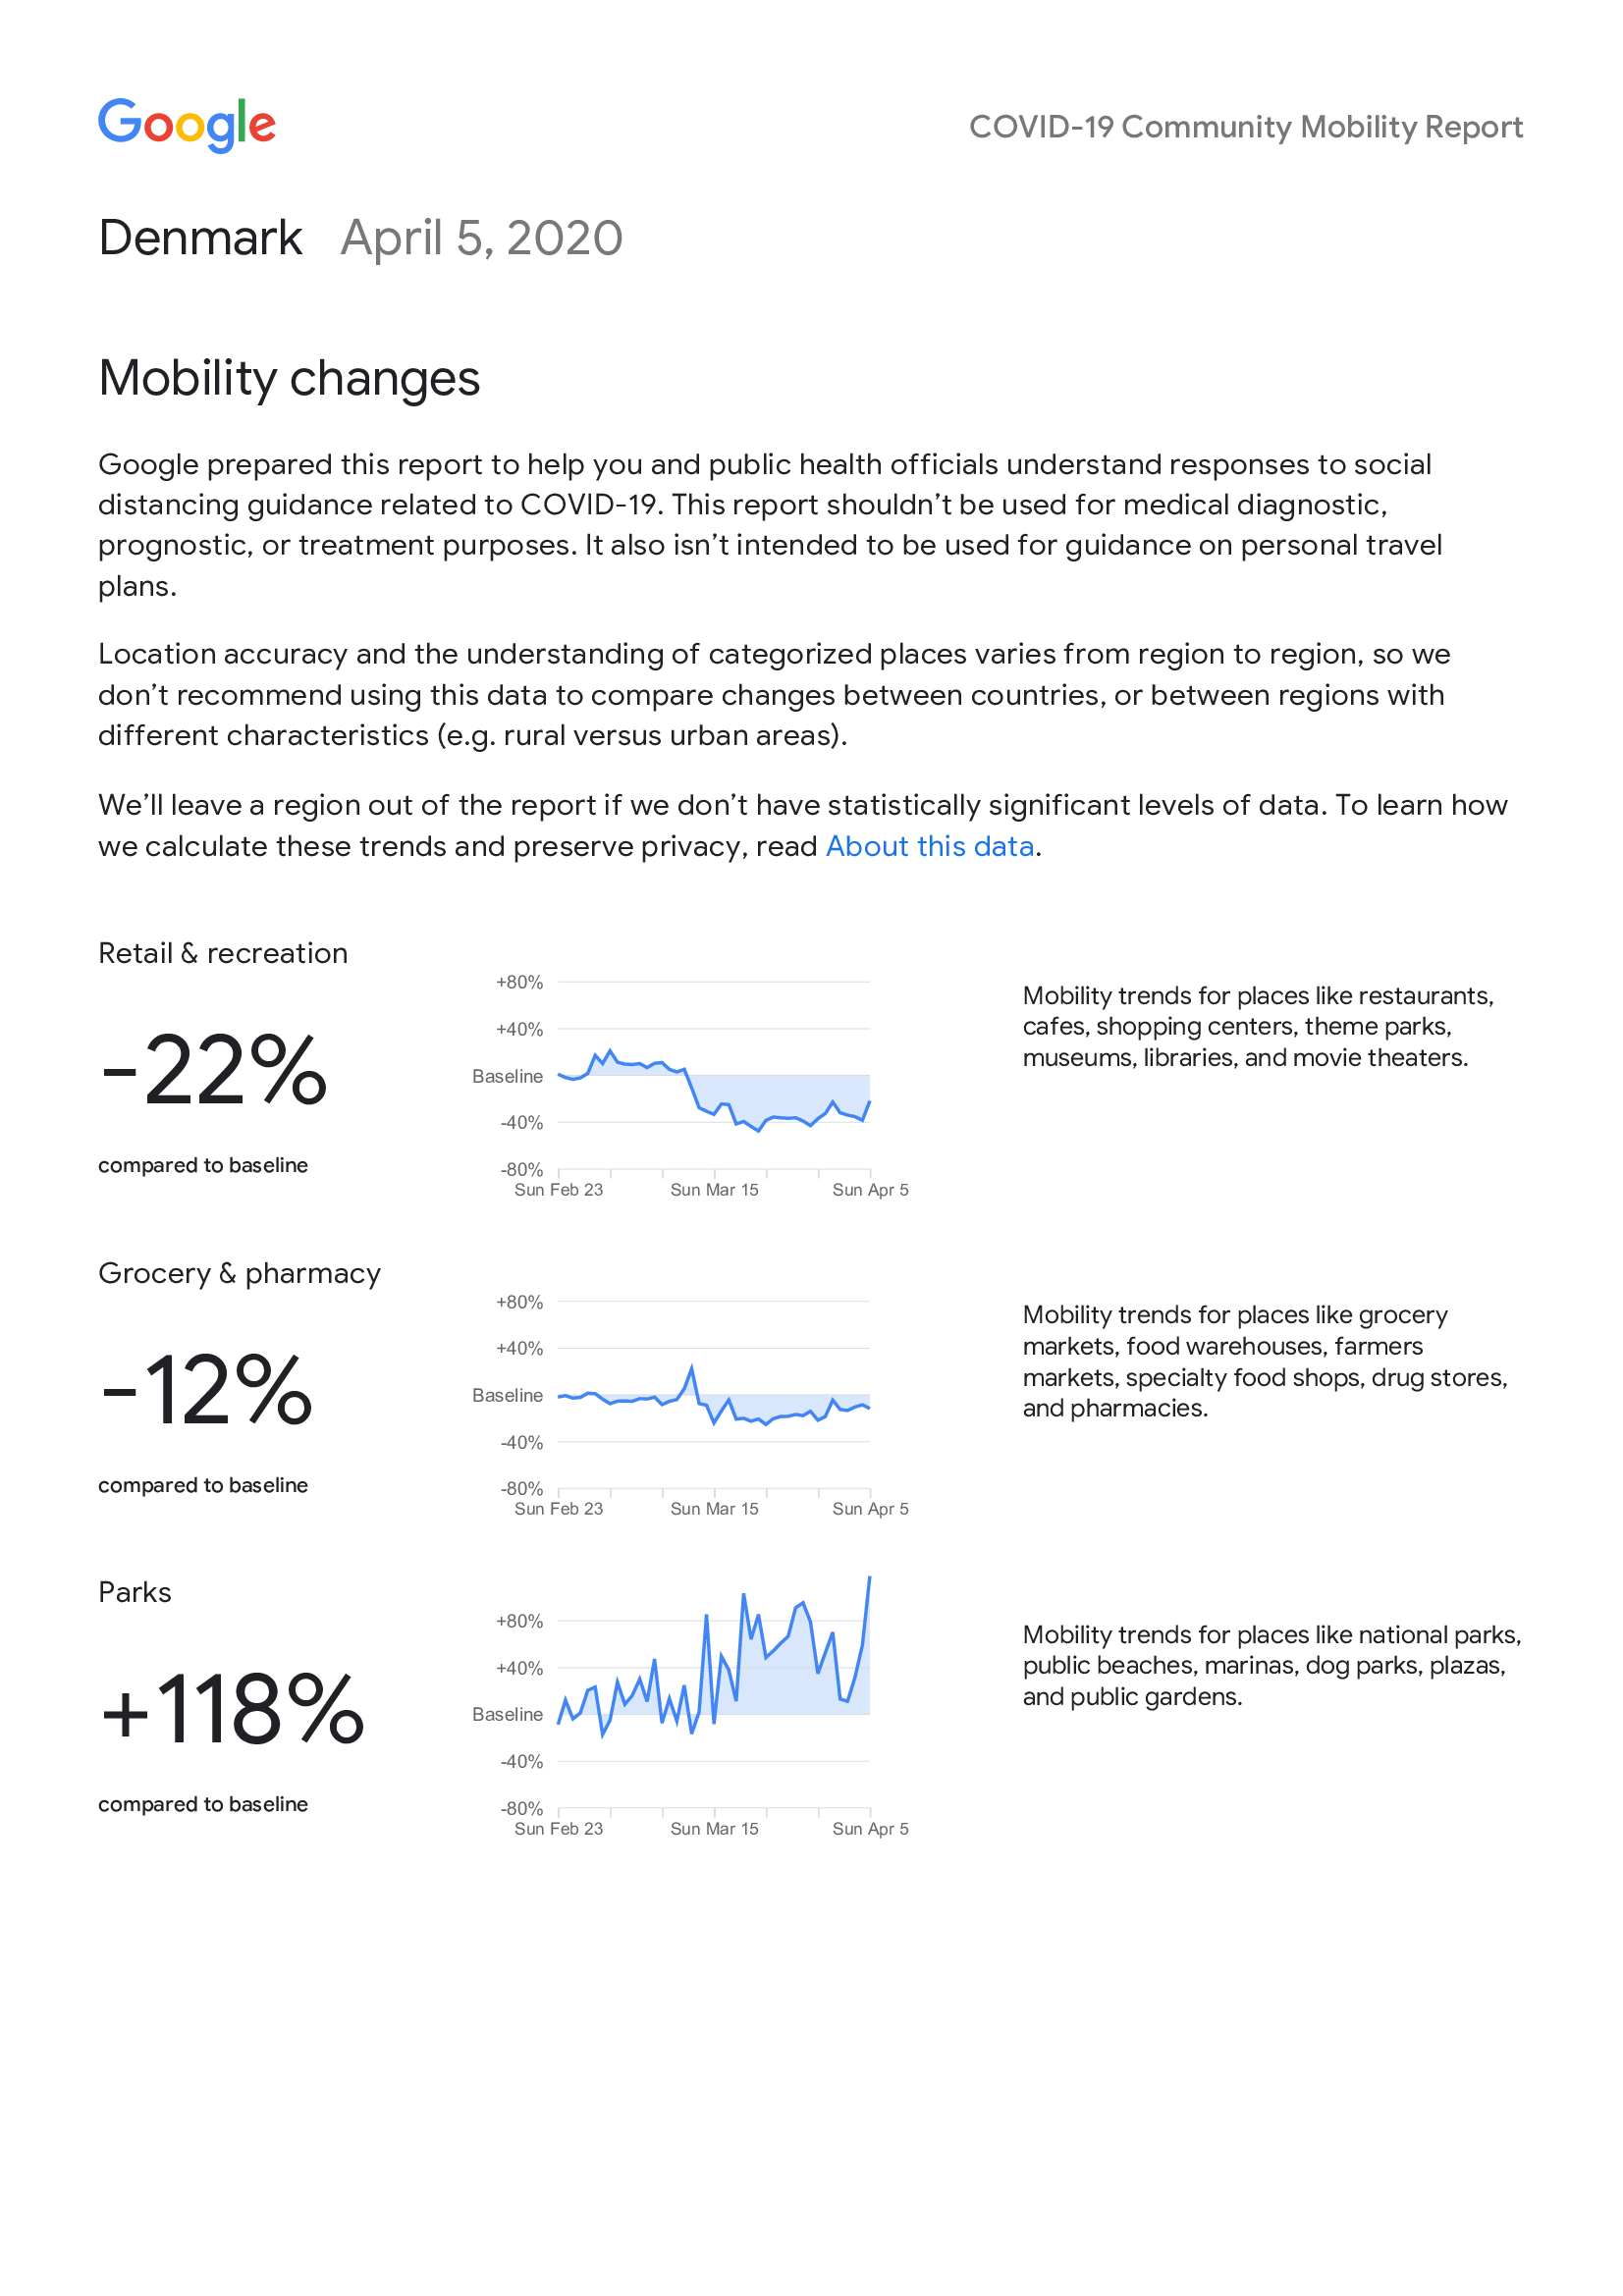 Google
COVID-19 Community Mobility Report
Denmark April 5, 2020
Mobility changes
Google prepared this report to help you and public health officials understand responses to social
distancing guidance related to COVID-19. This report shouldn’t be used for medical diagnostic,
prognostic, or treatment purposes. It also isn’t intended to be used for guidance on personal travel
plans.
Location accuracy and the understanding of categorized places varies from region to region, so we
don’t recommend using this data to compare changes between countries, or between regions with
different characteristics (e.g. rural versus urban areas).
We’ll leave a region out of the report if we don’t have statistically significant levels of data. To learn how
we calculate these trends and preserve privacy, read About this data.
Retail & recreation
-22%
compared to baseline
+80%
+40%
Baseline
-40%
-80%
Sun Feb 23 Sun Mar 15 Sun Apr 5
Mobility trends for places like restaurants,
cafes, shopping centers, theme parks,
museums, libraries, and movie theaters.
Grocery & pharmacy
-12%
compared to baseline
+80%
+40%
Baseline
-40%
-80%
Sun Feb 23 Sun Mar 15 Sun Apr 5
Mobility trends for places like grocery
markets, food warehouses, farmers
markets, specialty food shops, drug stores,
and pharmacies.
Parks
+118%
compared to baseline
+80%
+40%
Baseline
-40%
-80%
Sun Feb 23 Sun Mar 15 Sun Apr 5
Mobility trends for places like national parks,
public beaches, marinas, dog parks, plazas,
and public gardens.